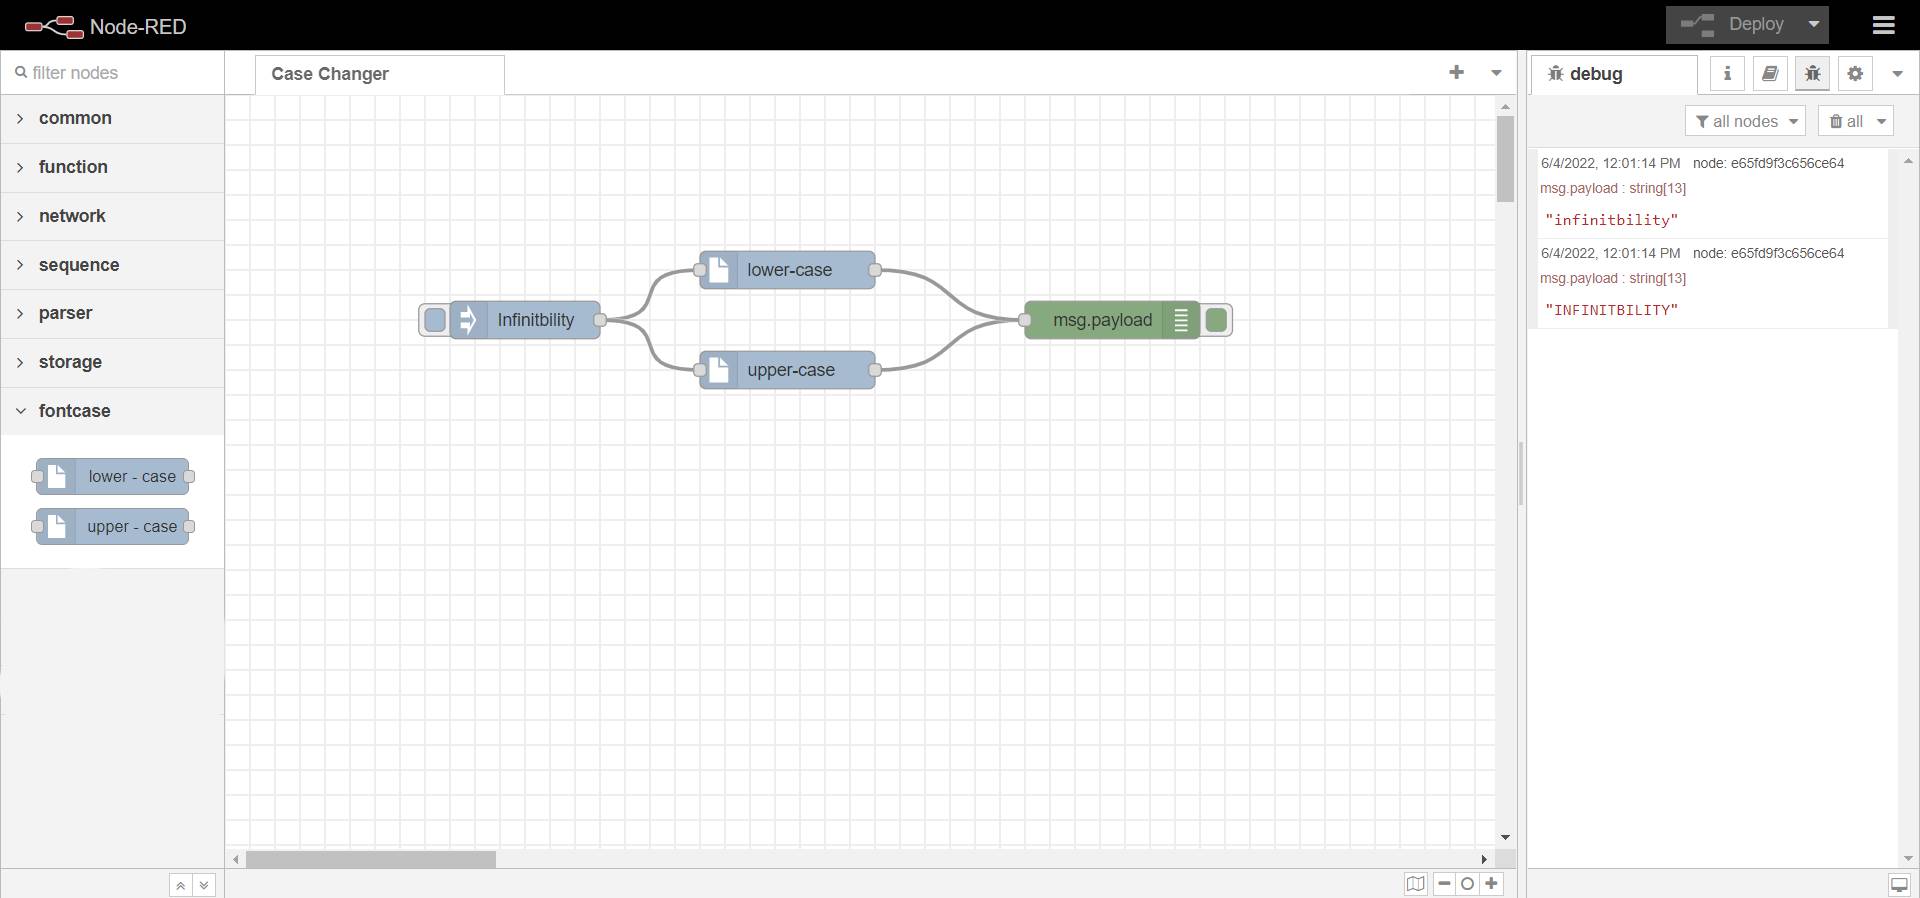 Node-RED
Deploy
filter nodes
common
function
network
sequence
parser
storage
fontcase
lower - case
upper - case
Case Changer
Infinitbility
lower-case
upper-case
msg.payload
debug
i
all nodes
all
6/4/2022, 12:01:14 PM node: e65fd9f3c656ce64
msg.payload : string[13]
"infinitbility"
6/4/2022, 12:01:14 PM node: e65fd9f3c656ce64
msg.payload : string[13]
"INFINITBILITY"